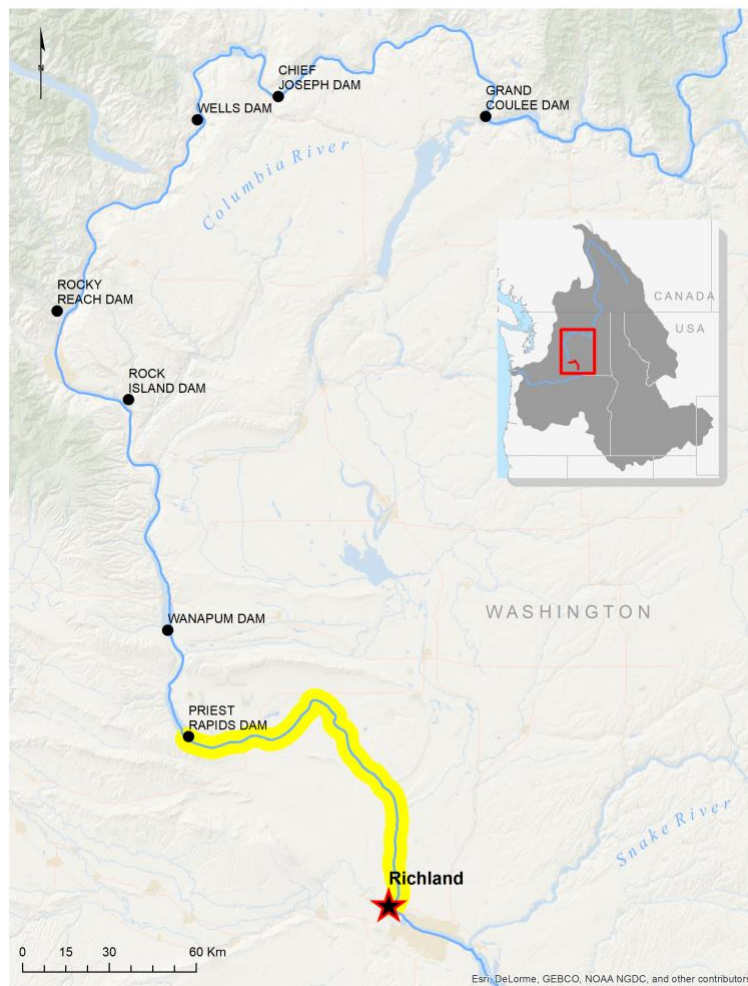 N
CHIEF
JOSEPH DAM
WELLS DAM
GRAND
COULEE DAM
Columbia River
CANADA
USA
ROCKY
REACH DAM
ROCK
ISLAND DAM
WANAPUM DAM
WASHINGTON
PRIEST
RAPIDS DAM
Snake River
Richland
0 15 30 60 Km
Esri, DeLorme, GEBCO, NOAA NGDC, and other contributors